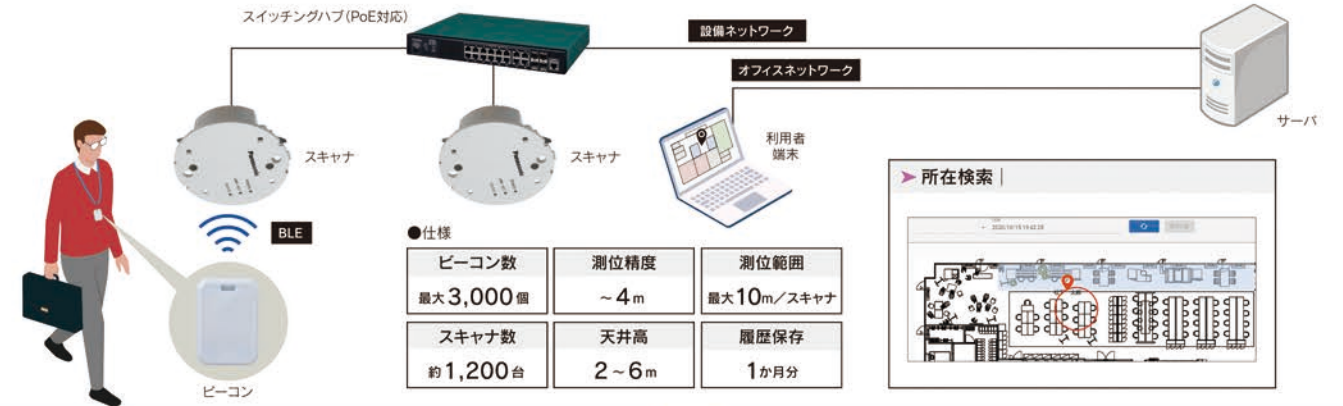 スイッチングハブ(PoE対応)
設備ネットワーク
オフィスネットワーク
サーバ
スキャナ
スキャナ
利用者
端末
Panasonic
Panasonic
BLE
ビーコン
●仕様
ビーコン数
最大3,000個
測位精度
~4m
測位範囲
最大10m/スキャナ
スキャナ数
約1,200台
天井高
2~6m
履歴保存
1か月分
➤ 所在検索|